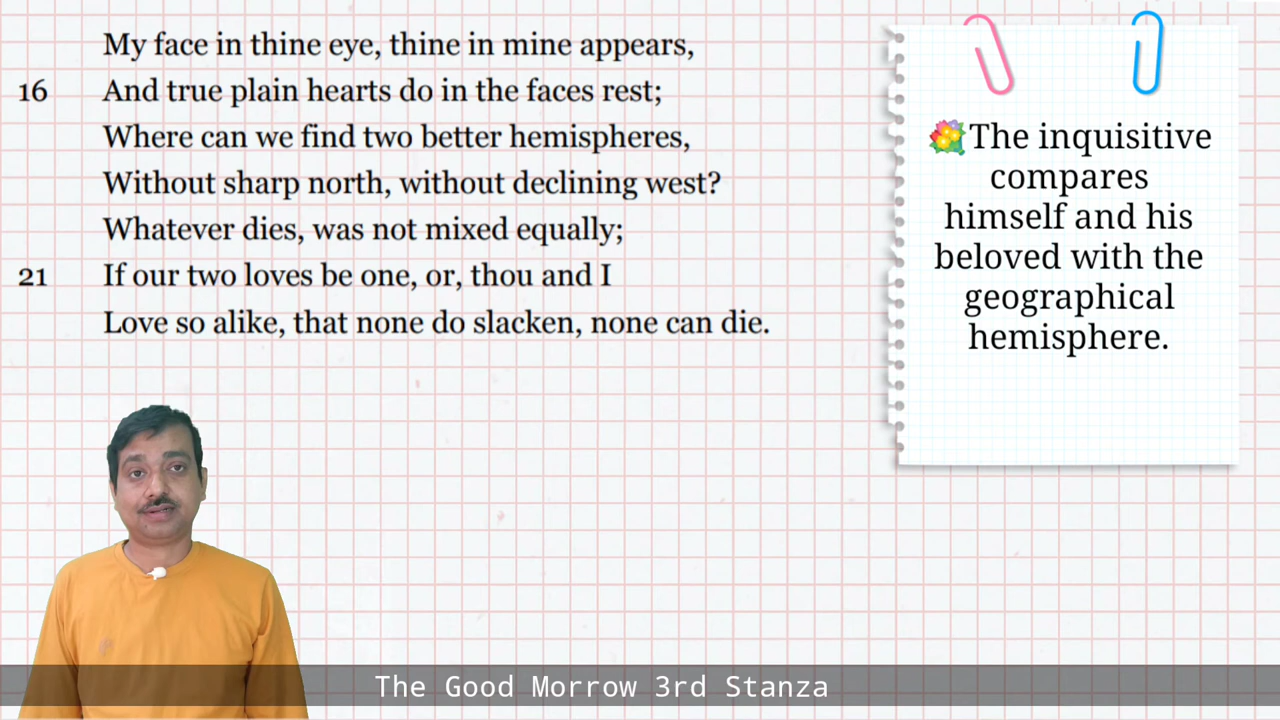 My face in thine eye, thine in mine appears,
16 And true plain hearts do in the faces rest;
Where can we find two better hemispheres,
Without sharp north, without declining west?
Whatever dies, was not mixed equally;
21 If our two loves be one, or, thou and I
Love so alike, that none do slacken, none can die.
💐The inquisitive
compares
himself and his
beloved with the
geographical
hemisphere.
The Good Morrow 3rd Stanza